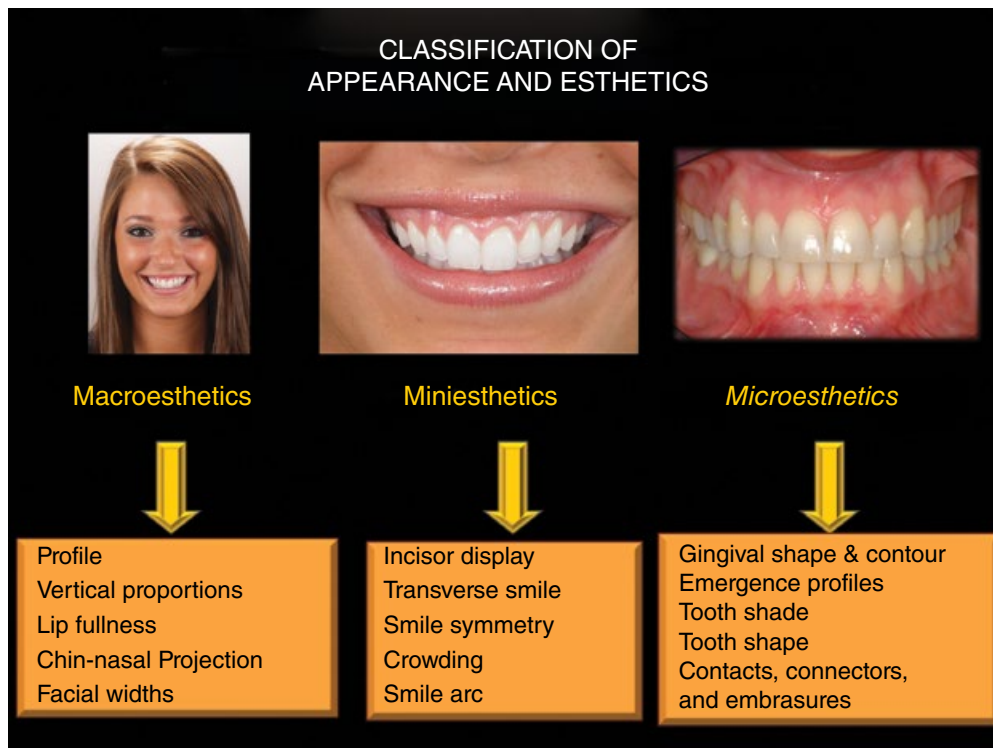 CLASSIFICATION OF
APPEARANCE AND ESTHETICS
Macroesthetics
Miniesthetics
Microesthetics
Profile
Vertical proportions
Lip fullness
Chin-nasal Projection
Facial widths
Incisor display
Transverse smile
Smile symmetry
Crowding
Smile arc
Gingival shape & contour
Emergence profiles
Tooth shade
Tooth shape
Contacts, connectors,
and embrasures